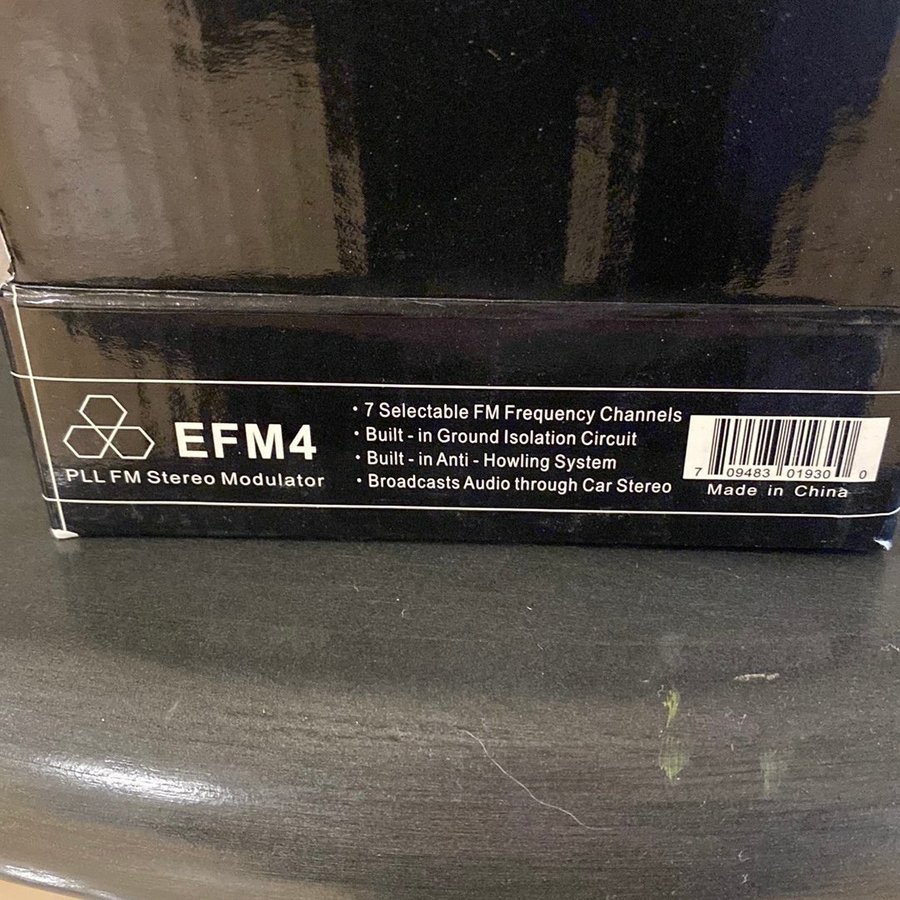 EFM4
PLL FM Stereo Modulator
• 7 Selectable FM Frequency Channels
• Built - in Ground Isolation Circuit
• Built - in Anti - Howling System
• Broadcasts Audio through Car Stereo
7 09483 01930 0
Made in China